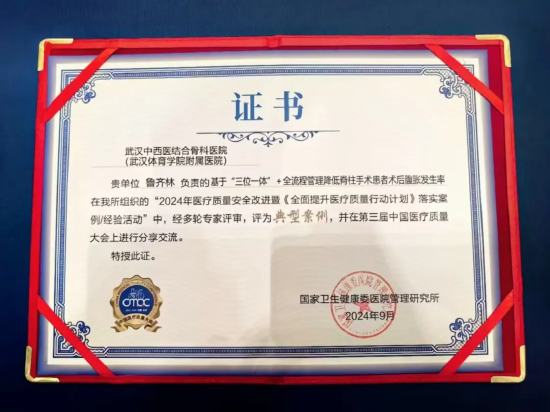 证书
武汉中西医结合骨科医院
（武汉体育学院附属医院）
贵单位 鲁齐林 负责的基于“三位一体”+全流程管理降低脊柱手术患者术后腹胀发生率
在我所组织的“2024年医疗质量安全改进暨《全面提升医疗质量行动计划》落实案
例/经验活动”中，经多轮专家评审，评为典型案例，并在第三届中国医疗质量
大会上进行分享交流。
特授此证。
国家卫生健康委医院管理研究所
2024年9月